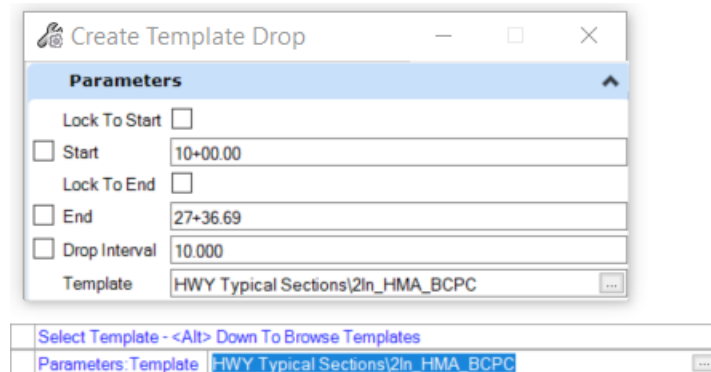 Create Template Drop
Parameters
Lock To Start
Start 10+00.00
Lock To End
End 27+36.69
Drop Interval 10.000
Template HWY Typical Sections\2ln_HMA_BCPC ...
Select Template - <Alt> Down To Browse Templates
Parameters:Template HWY Typical Sections\2ln_HMA_BCPC ...